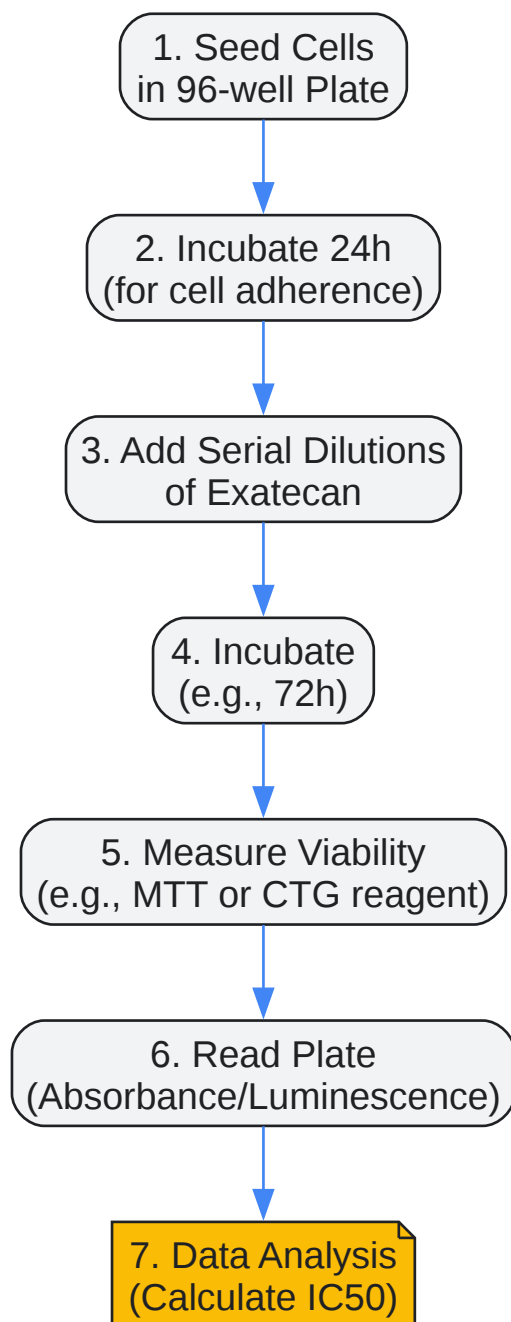 1. Seed Cells
in 96-well Plate
2. Incubate 24h
(for cell adherence)
3. Add Serial Dilutions
of Exatecan
4. Incubate
(e.g., 72h)
5. Measure Viability
(e.g., MTT or CTG reagent)
6. Read Plate
(Absorbance/Luminescence)
7. Data Analysis
(Calculate IC50)